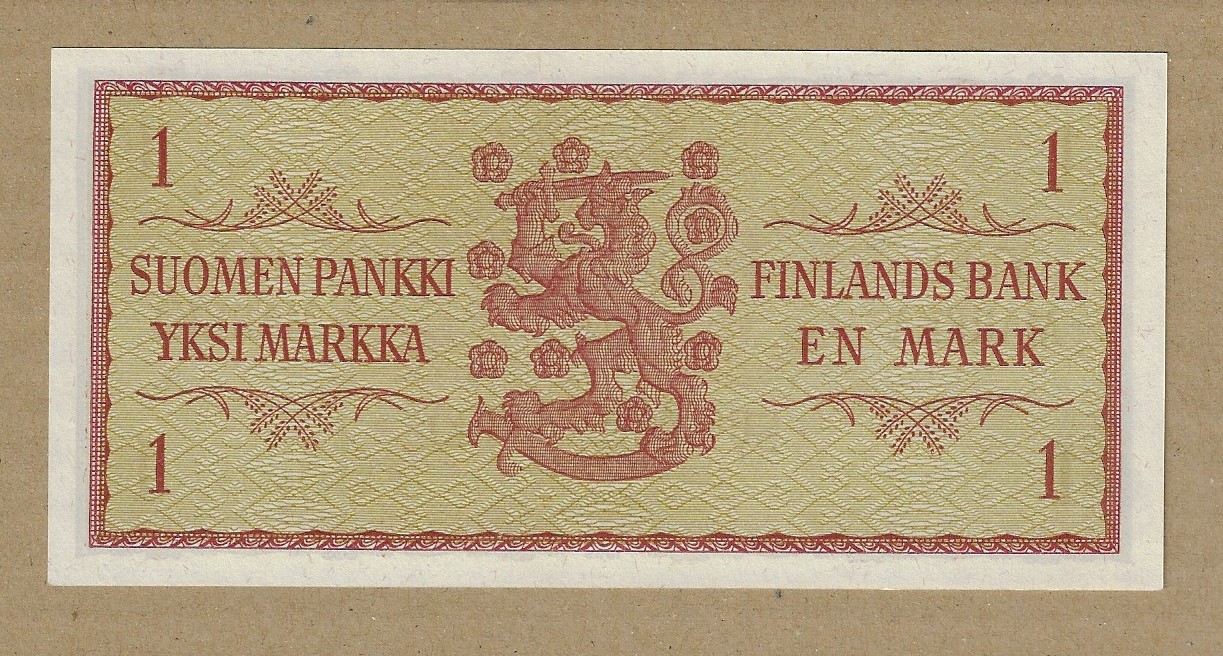 1
1
SUOMEN PANKKI
YKSI MARKKA
FINLANDS BANK
EN MARK
1
1